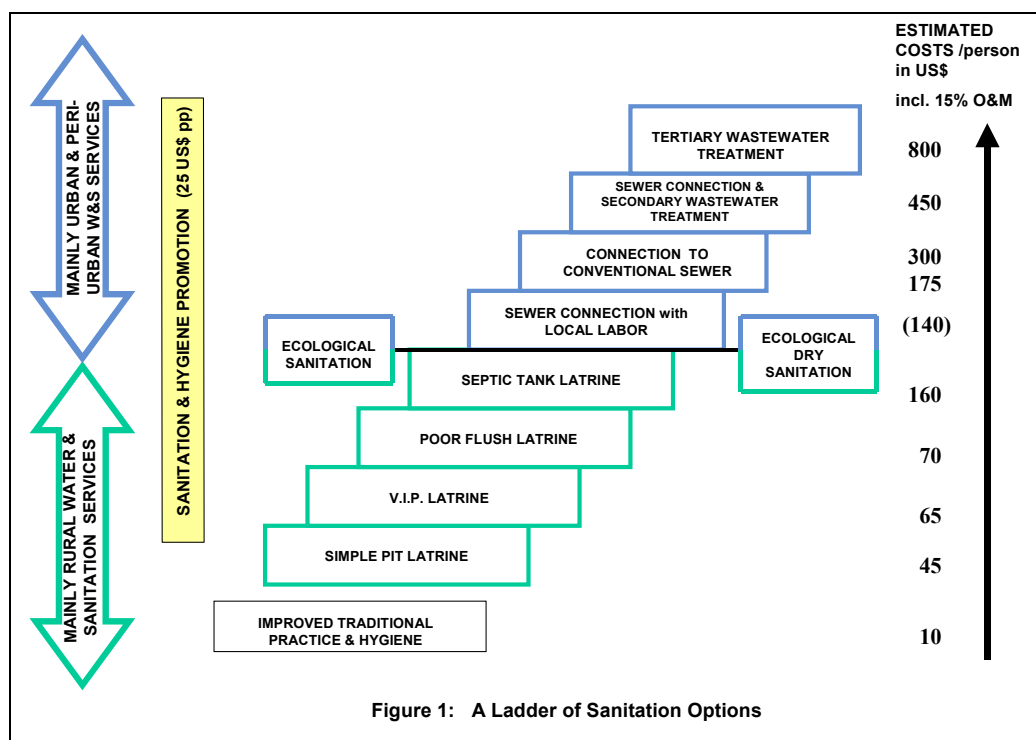 ESTIMATED
COSTS /person
in US$
incl. 15% O&M
MAINLY URBAN & PERI-
URBAN W&S SERVICES
MAINLY RURAL WATER &
SANITATION SERVICES
SANITATION & HYGIENE PROMOTION (25 US$ pp)
TERTIARY WASTEWATER
TREATMENT
800
SEWER CONNECTION &
SECONDARY WASTEWATER
TREATMENT
450
CONNECTION TO
CONVENTIONAL SEWER
300
175
SEWER CONNECTION with
LOCAL LABOR
(140)
ECOLOGICAL
SANITATION
ECOLOGICAL
DRY
SANITATION
SEPTIC TANK LATRINE
160
POOR FLUSH LATRINE
70
V.I.P. LATRINE
65
SIMPLE PIT LATRINE
45
IMPROVED TRADITIONAL
PRACTICE & HYGIENE
10
Figure 1: A Ladder of Sanitation Options